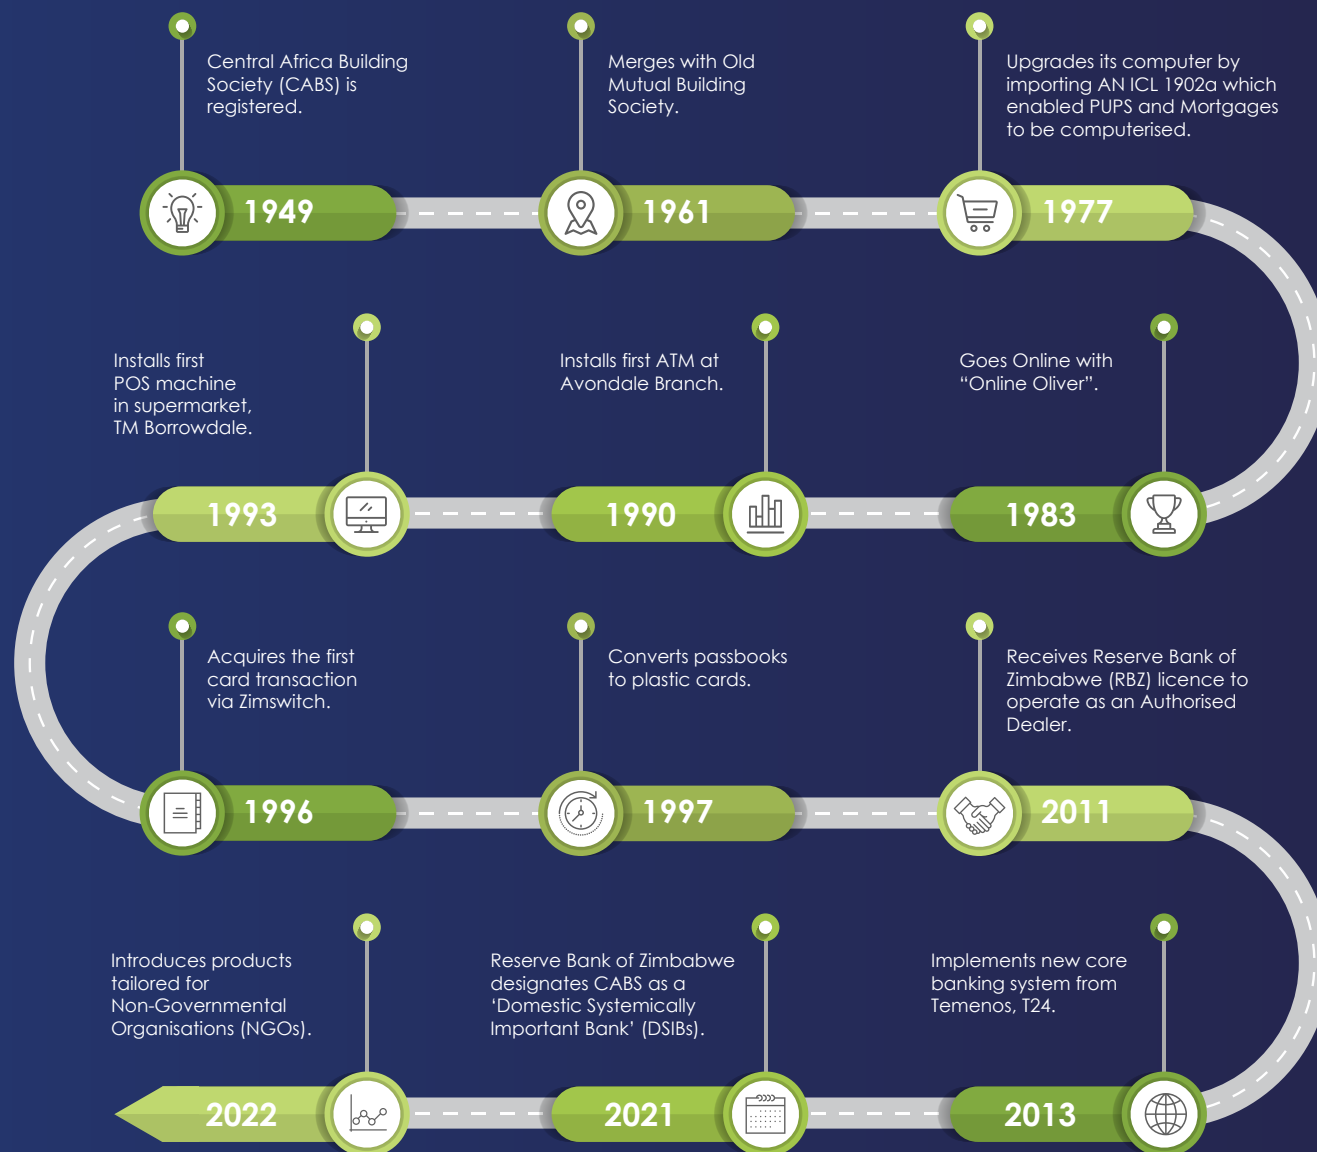 Central Africa Building
Society (CABS) is
registered.
1949
Merges with Old
Mutual Building
Society.
1961
Upgrades its computer by
importing AN ICL 1902a which
enabled PUPS and Mortgages
to be computerised.
1977
Goes Online with
“Online Oliver”.
1983
Installs first ATM at
Avondale Branch.
1990
Installs first
POS machine
in supermarket,
TM Borrowdale.
1993
Acquires the first
card transaction
via Zimswitch.
1996
Converts passbooks
to plastic cards.
1997
Receives Reserve Bank of
Zimbabwe (RBZ) licence to
operate as an Authorised
Dealer.
2011
Implements new core
banking system from
Temenos, T24.
2013
Reserve Bank of Zimbabwe
designates CABS as a
‘Domestic Systemically
Important Bank’ (DSIBs).
2021
Introduces products
tailored for
Non-Governmental
Organisations (NGOs).
2022